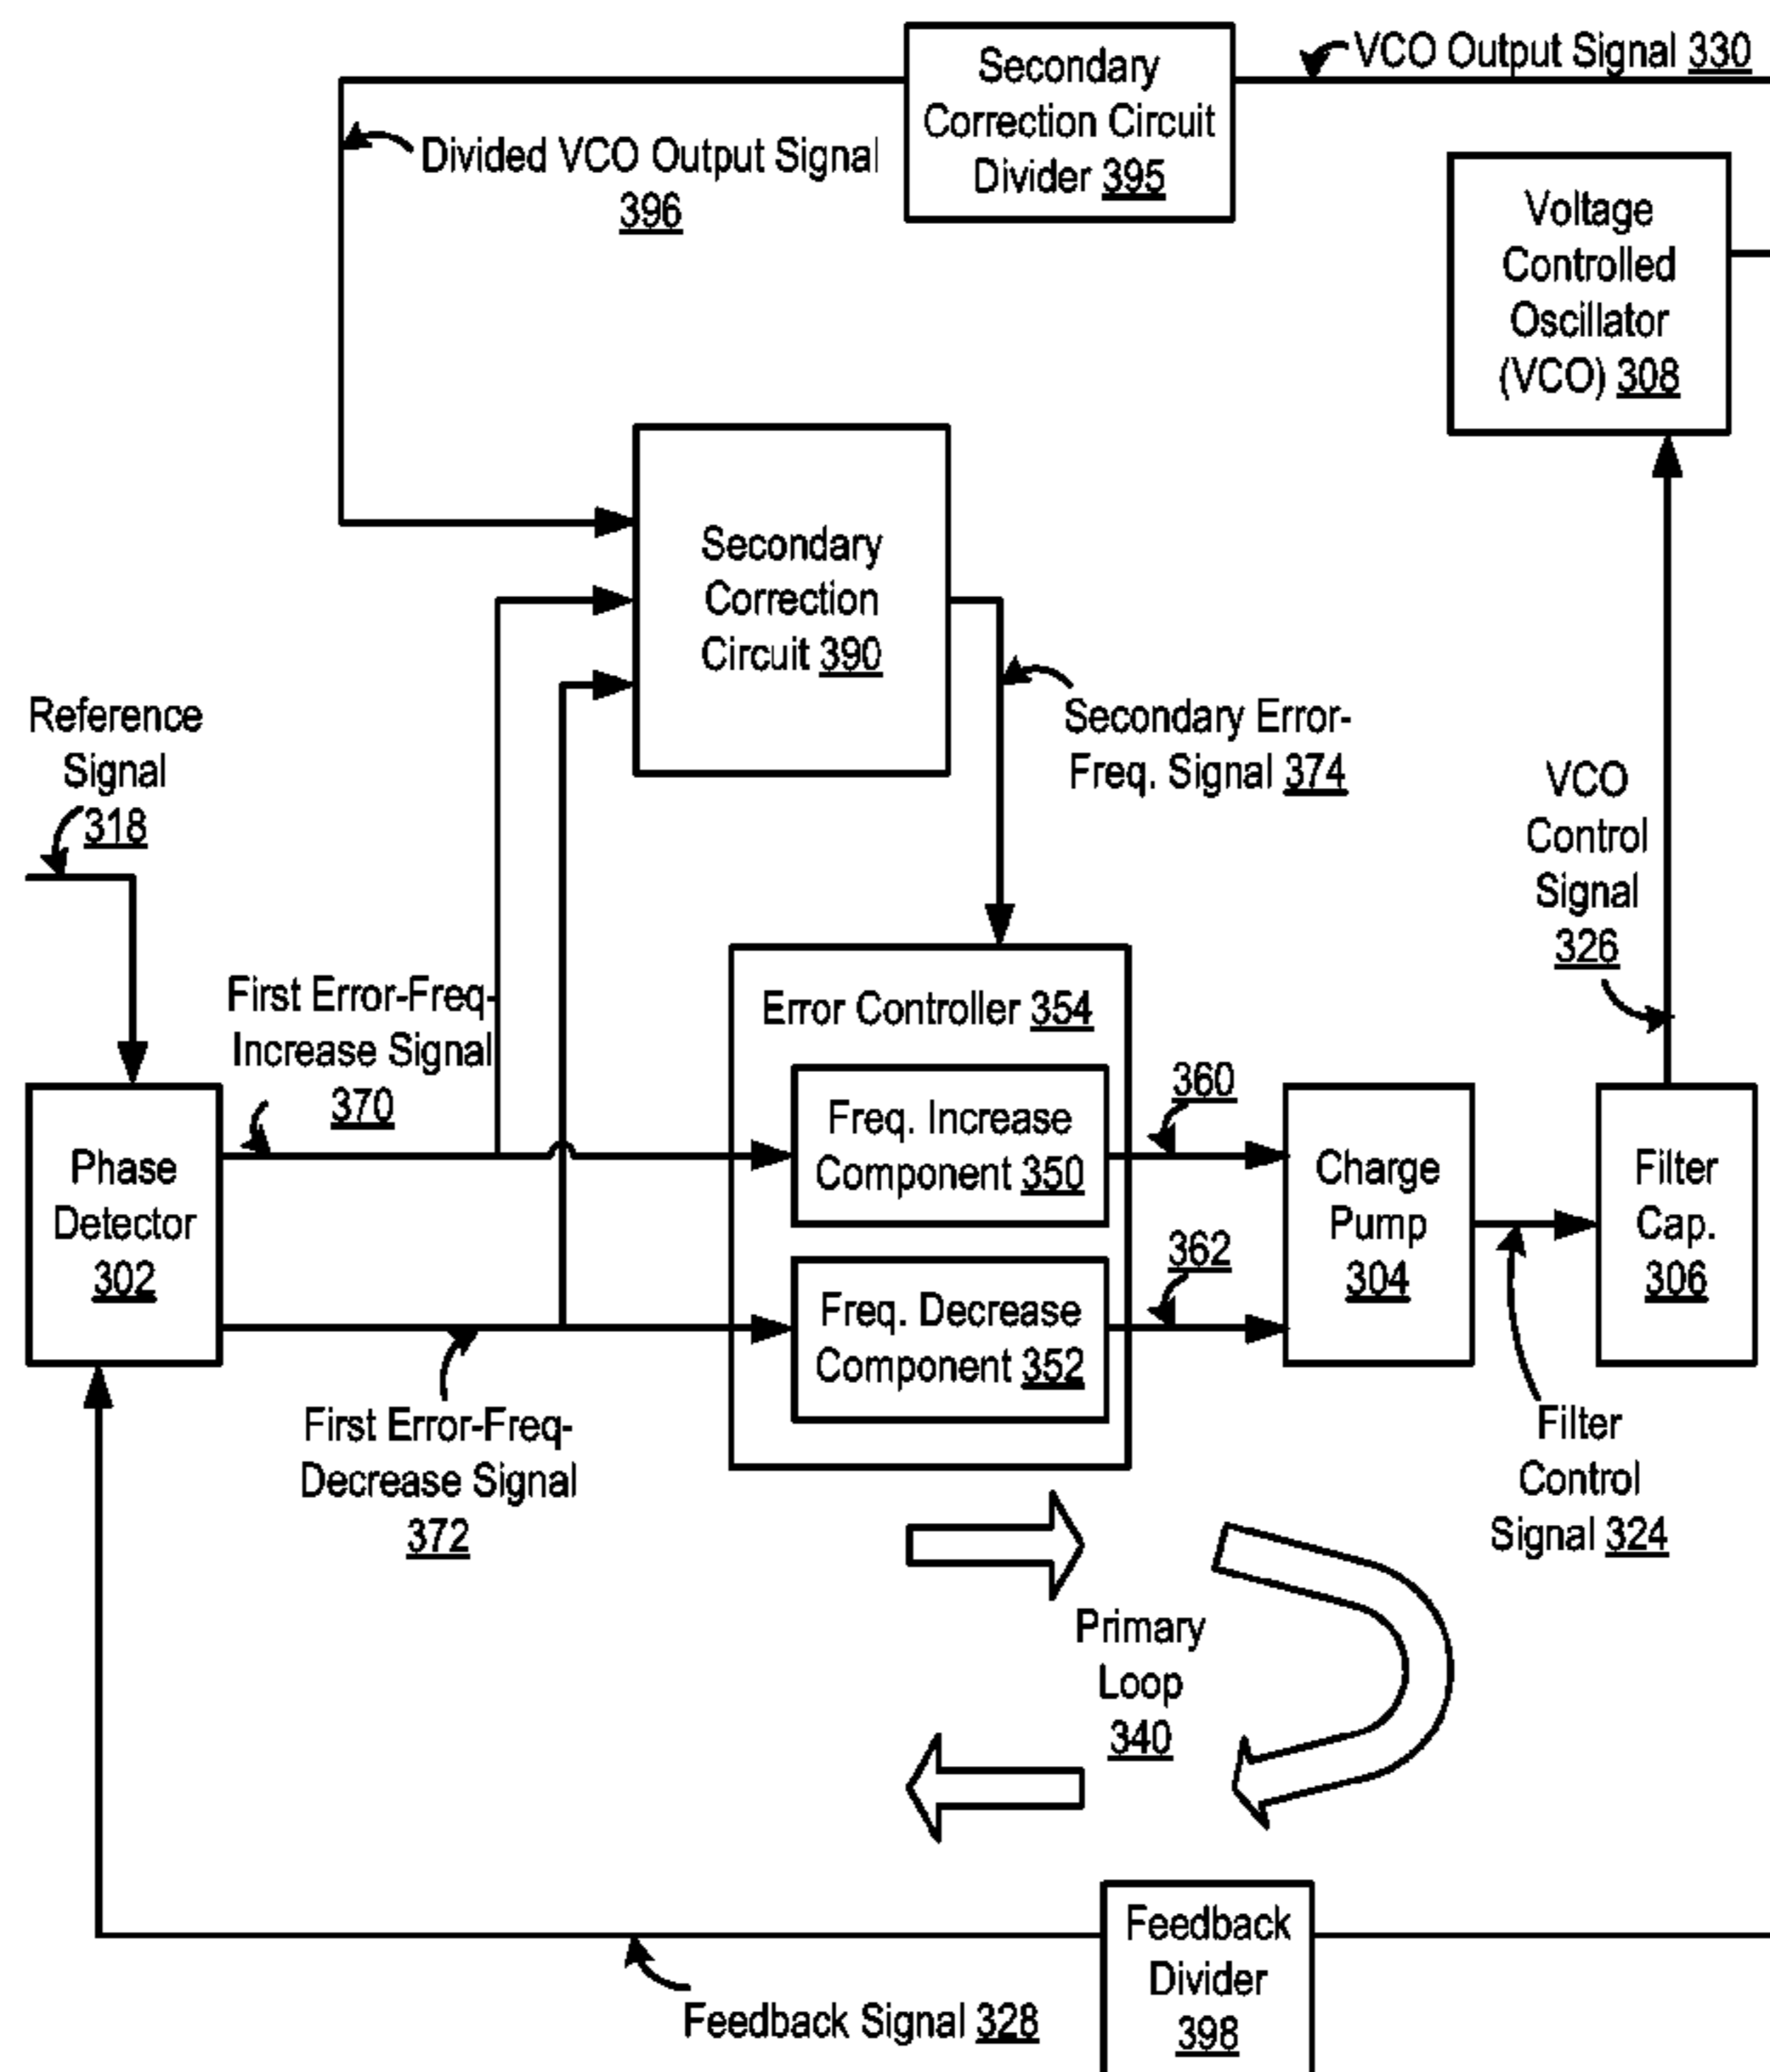 Secondary
Correction Circuit
Divider 395
VCO Output Signal 330
Divided VCO Output Signal
396
Voltage
Controlled
Oscillator
(VCO) 308
Secondary
Correction
Circuit 390
Reference
Signal
318
Secondary Error-
Freq. Signal 374
VCO
Control
Signal
326
First Error-Freq-
Increase Signal
370
Error Controller 354
Freq. Increase
Component 350
360
Phase
Detector
302
Charge
Pump
304
Filter
Cap.
306
Freq. Decrease
Component 352
362
First Error-Freq-
Decrease Signal
372
Filter
Control
Signal 324
Primary
Loop
340
Feedback
Divider
398
Feedback Signal 328